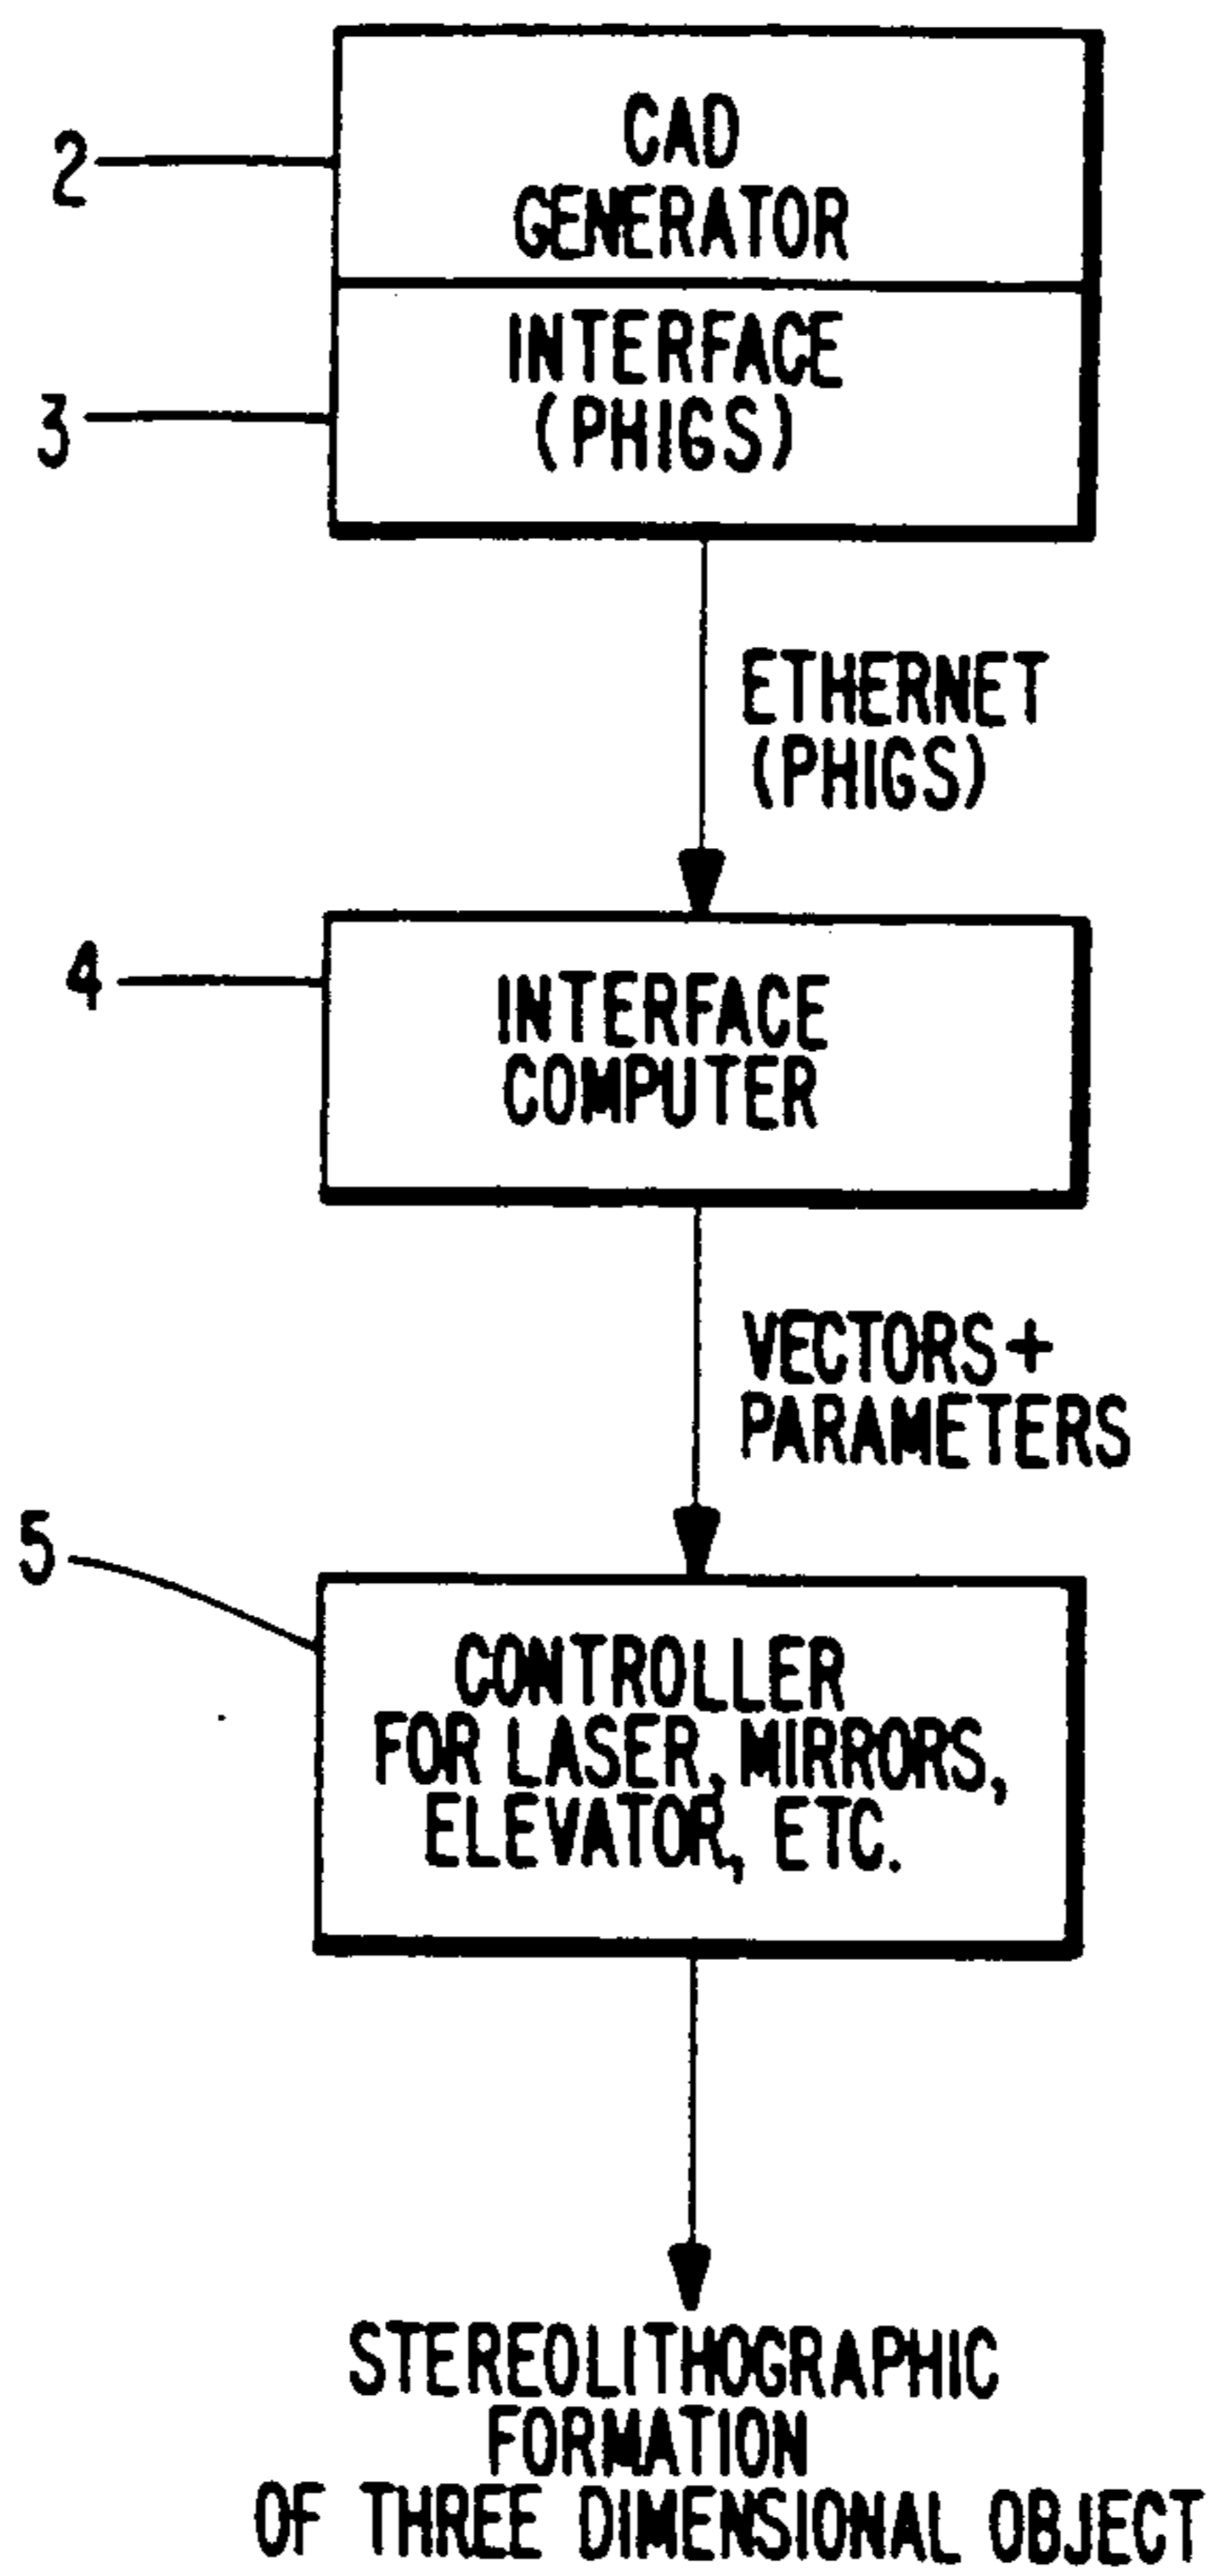 2
CAD
GENERATOR
3
INTERFACE
(PHIGS)
ETHERNET
(PHIGS)
4
INTERFACE
COMPUTER
VECTORS +
PARAMETERS
5
CONTROLLER
FOR LASER, MIRRORS,
ELEVATOR, ETC.
STEREOLITHOGRAPHIC
FORMATION
OF THREE DIMENSIONAL OBJECT